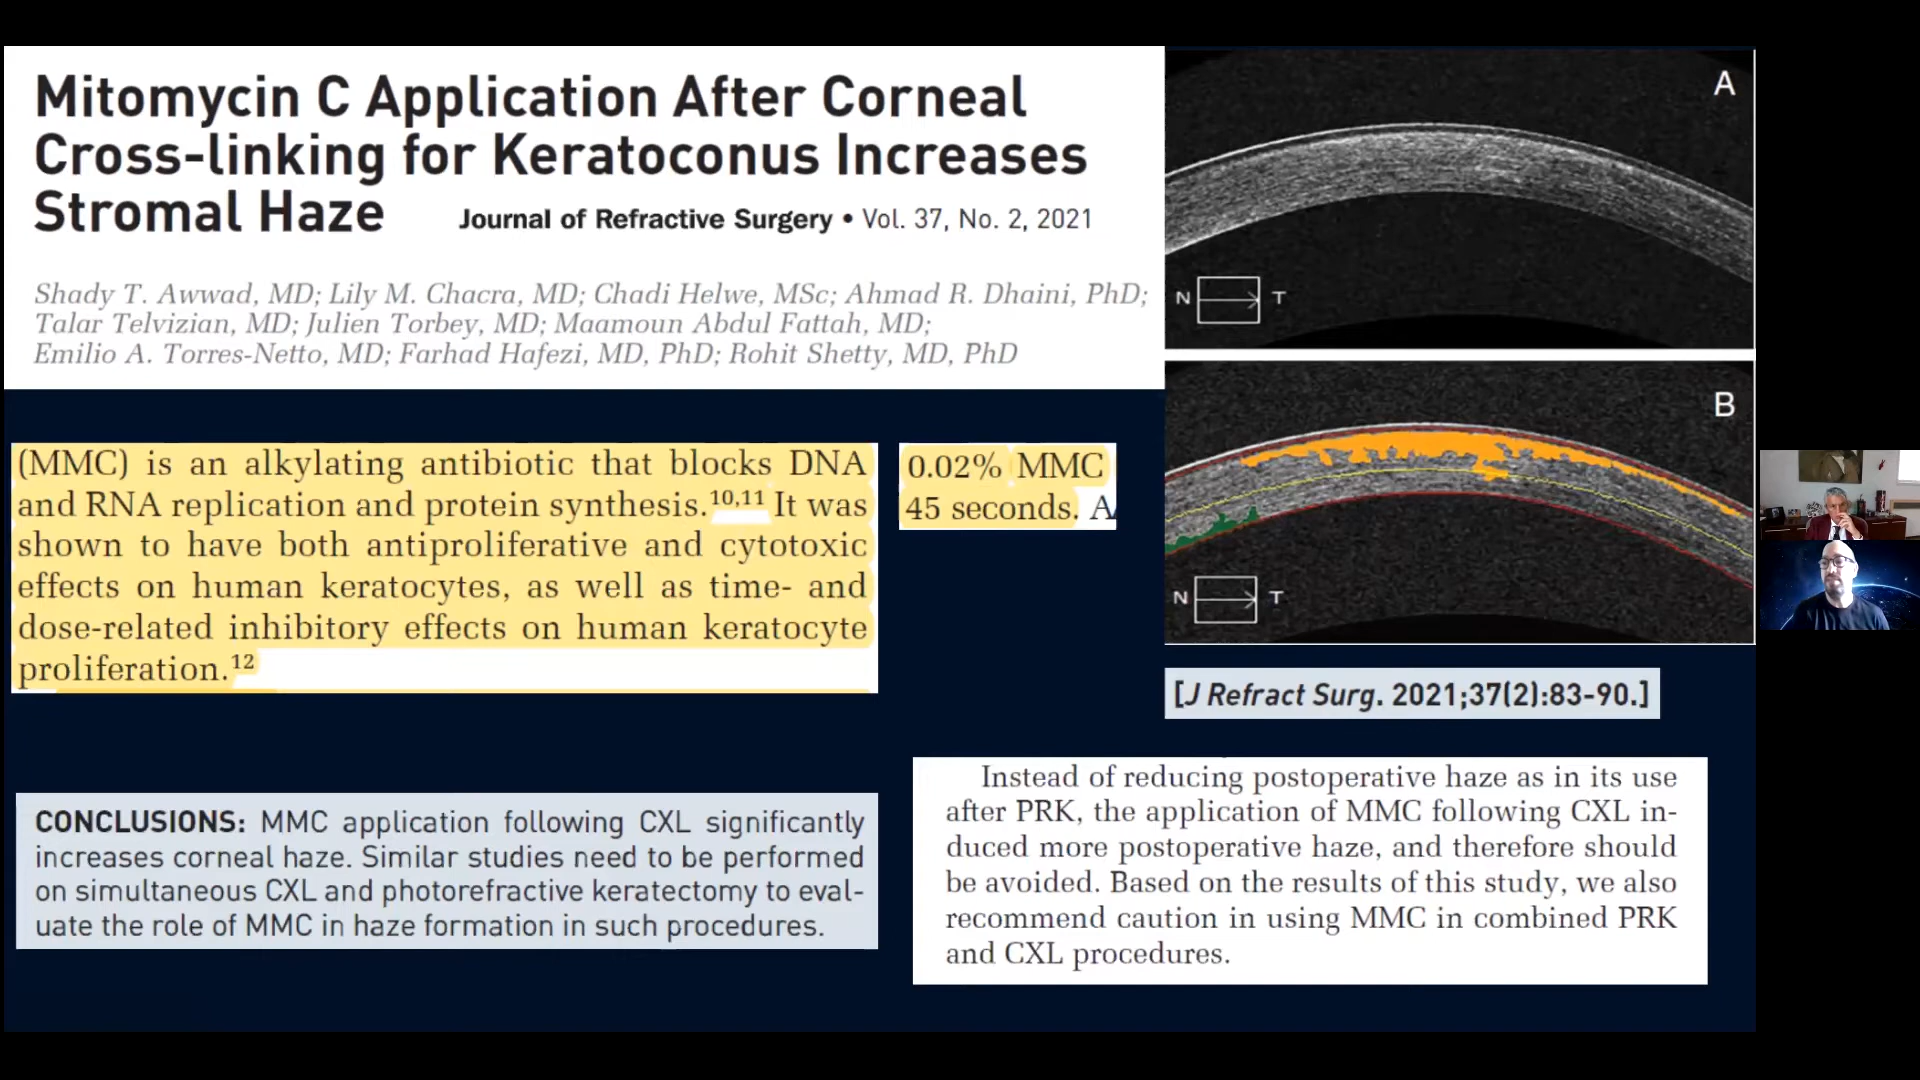 Mitomycin C Application After Corneal
Cross-linking for Keratoconus Increases
Stromal Haze
Journal of Refractive Surgery • Vol. 37, No. 2, 2021
Shady T. Awwad, MD; Lily M. Chacra, MD; Chadi Helwe, MSc; Ahmad R. Dhaini, PhD;
Talar Telvizian, MD; Julien Torbey, MD; Maamoun Abdul Fattah, MD;
Emilio A. Torres-Netto, MD; Farhad Hafezi, MD, PhD; Rohit Shetty, MD, PhD
A
N T
(MMC) is an alkylating antibiotic that blocks DNA
and RNA replication and protein synthesis.10,11 It was
shown to have both antiproliferative and cytotoxic
effects on human keratocytes, as well as time- and
dose-related inhibitory effects on human keratocyte
proliferation.12
0.02% MMC
45 seconds. A
B
N T
[J Refract Surg. 2021;37(2):83-90.]
CONCLUSIONS: MMC application following CXL significantly
increases corneal haze. Similar studies need to be performed
on simultaneous CXL and photorefractive keratectomy to eval-
uate the role of MMC in haze formation in such procedures.
Instead of reducing postoperative haze as in its use
after PRK, the application of MMC following CXL in-
duced more postoperative haze, and therefore should
be avoided. Based on the results of this study, we also
recommend caution in using MMC in combined PRK
and CXL procedures.